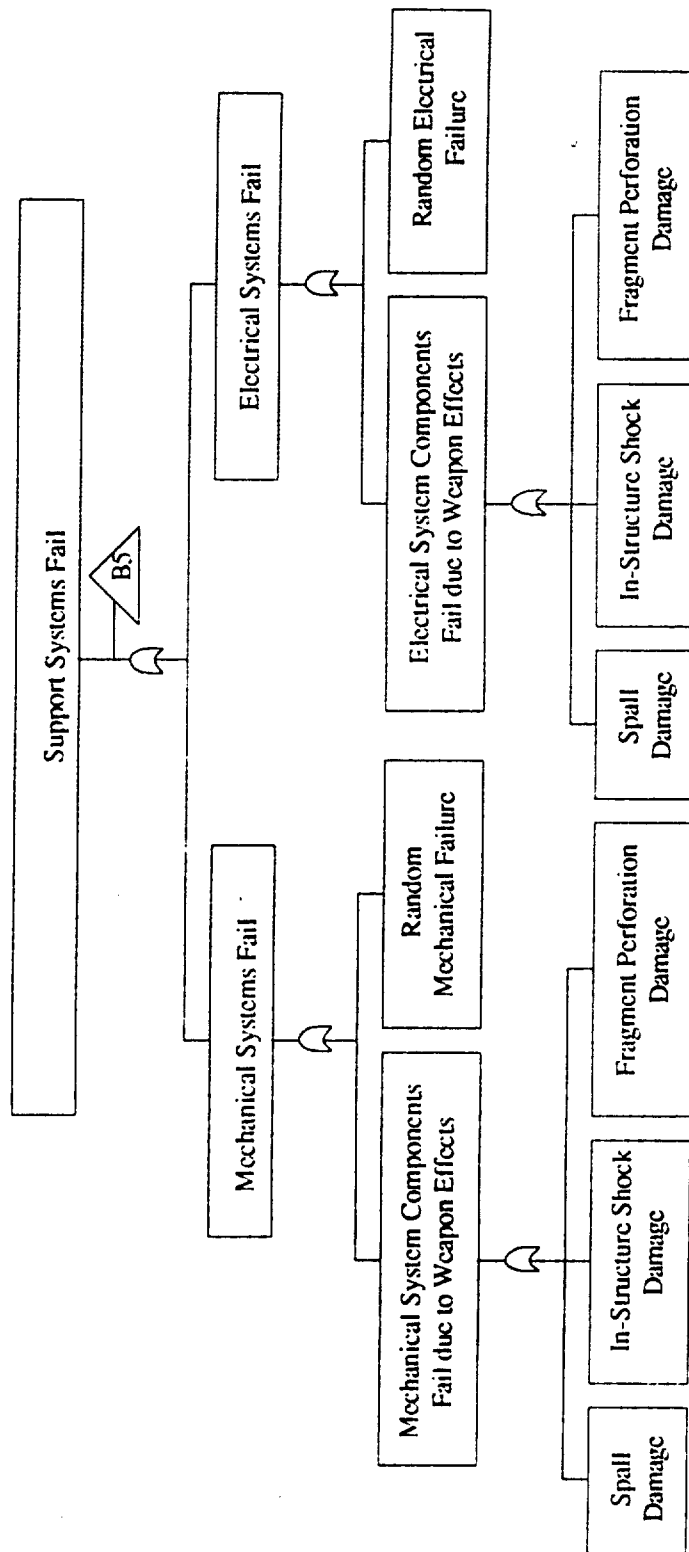 Support Systems Fail
B5
Mechanical Systems Fail
Electrical Systems Fail
Mechanical System Components
Fail due to Weapon Effects
Random
Mechanical Failure
Electrical System Components
Fail due to Weapon Effects
Random Electrical
Failure
Spall
Damage
In-Structure Shock
Damage
Fragment Perforation
Damage
Spall
Damage
In-Structure Shock
Damage
Fragment Perforation
Damage